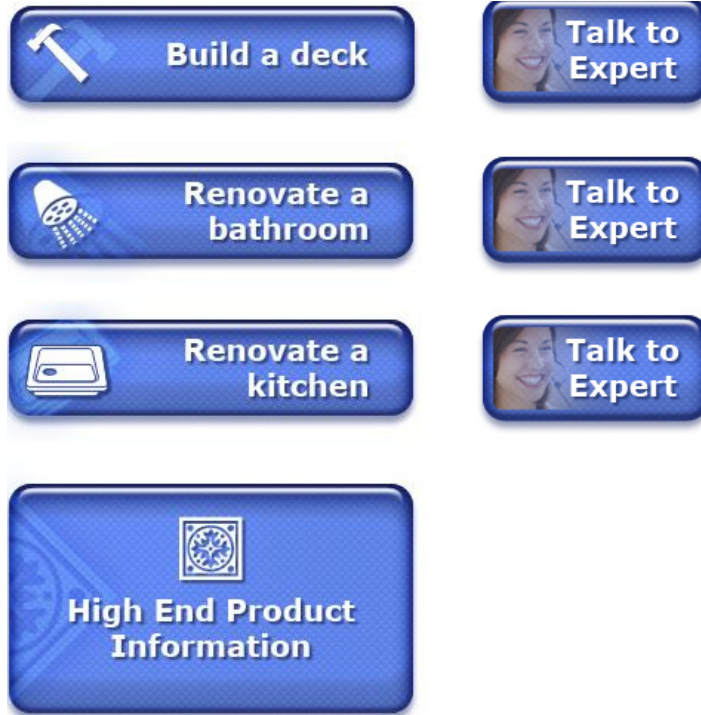 Build a deck
Talk to
Expert
Renovate a
bathroom
Talk to
Expert
Renovate a
kitchen
Talk to
Expert
High End Product
Information